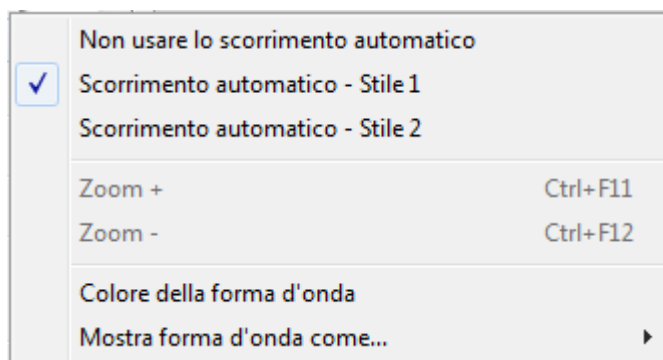 Non usare lo scorrimento automatico
Scorrimento automatico - Stile 1
Scorrimento automatico - Stile 2
Zoom + Ctrl+F11
Zoom - Ctrl+F12
Colore della forma d'onda
Mostra forma d'onda come...